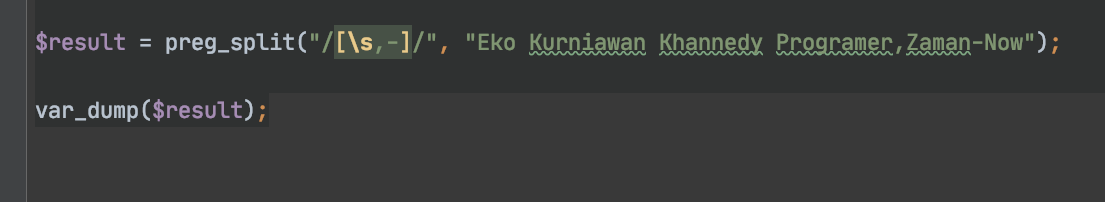 $result = preg_split("/[\s,-]/", "Eko Kurniawan Khannedy Programer,Zaman-Now");
var_dump($result);